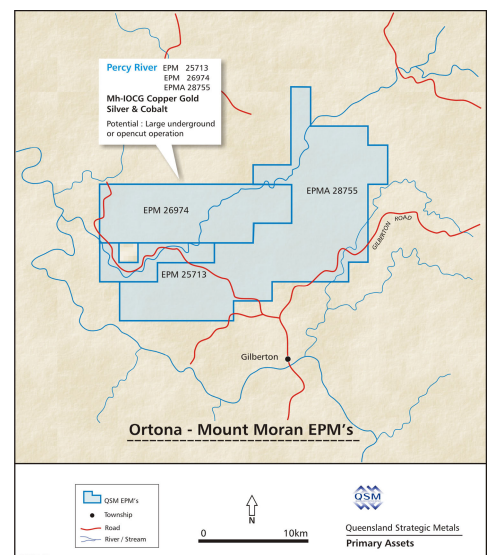 Percy River EPM 25713
EPM 26974
EPMA 28755
Mh-IOCG Copper Gold
Silver & Cobalt
Potential : Large underground
or opencut operation
EPMA 28755
EPM 26974
GILBERTON ROAD
EPM 25713
Gilberton
Ortona - Mount Moran EPM's
QSM EPM's
Township
Road
River / Stream
N
0 10km
QSM
Queensland Strategic Metals
Primary Assets